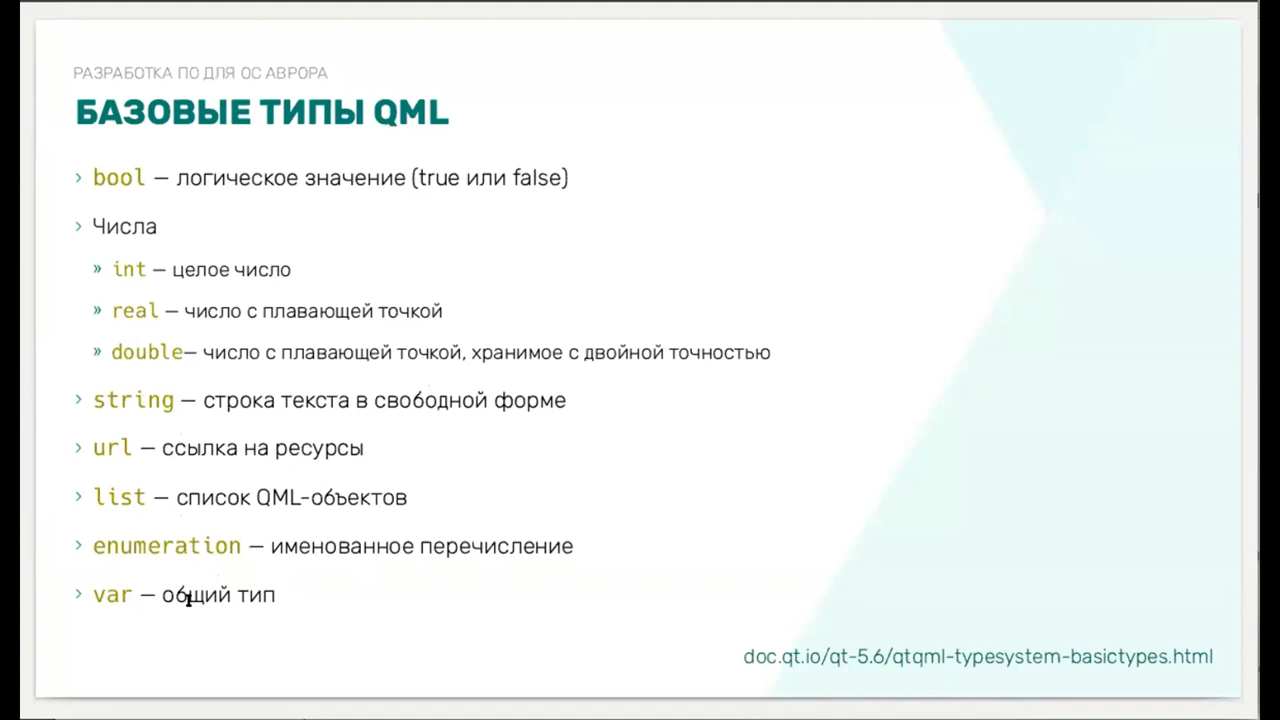 РАЗРАБОТКА ПО ДЛЯ ОС АВРОРА
БАЗОВЫЕ ТИПЫ QML
› bool – логическое значение (true или false)
› Числа
» int – целое число
» real – число с плавающей точкой
» double– число с плавающей точкой, хранимое с двойной точностью
› string – строка текста в свободной форме
› url – ссылка на ресурсы
› list – список QML-объектов
› enumeration – именованное перечисление
› var – общий тип
doc.qt.io/qt-5.6/qtqml-typesystem-basictypes.html